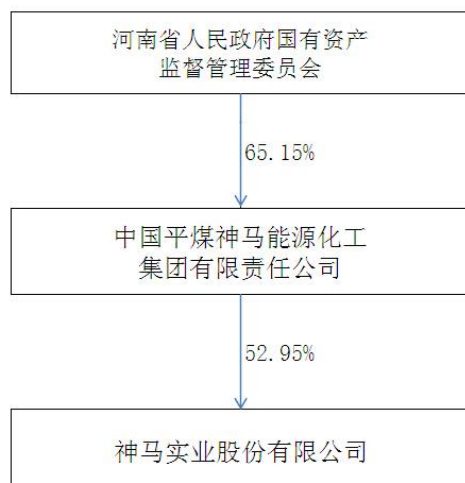 河南省人民政府国有资产
监督管理委员会
65.15%
中国平煤神马能源化工
集团有限责任公司
52.95%
神马实业股份有限公司